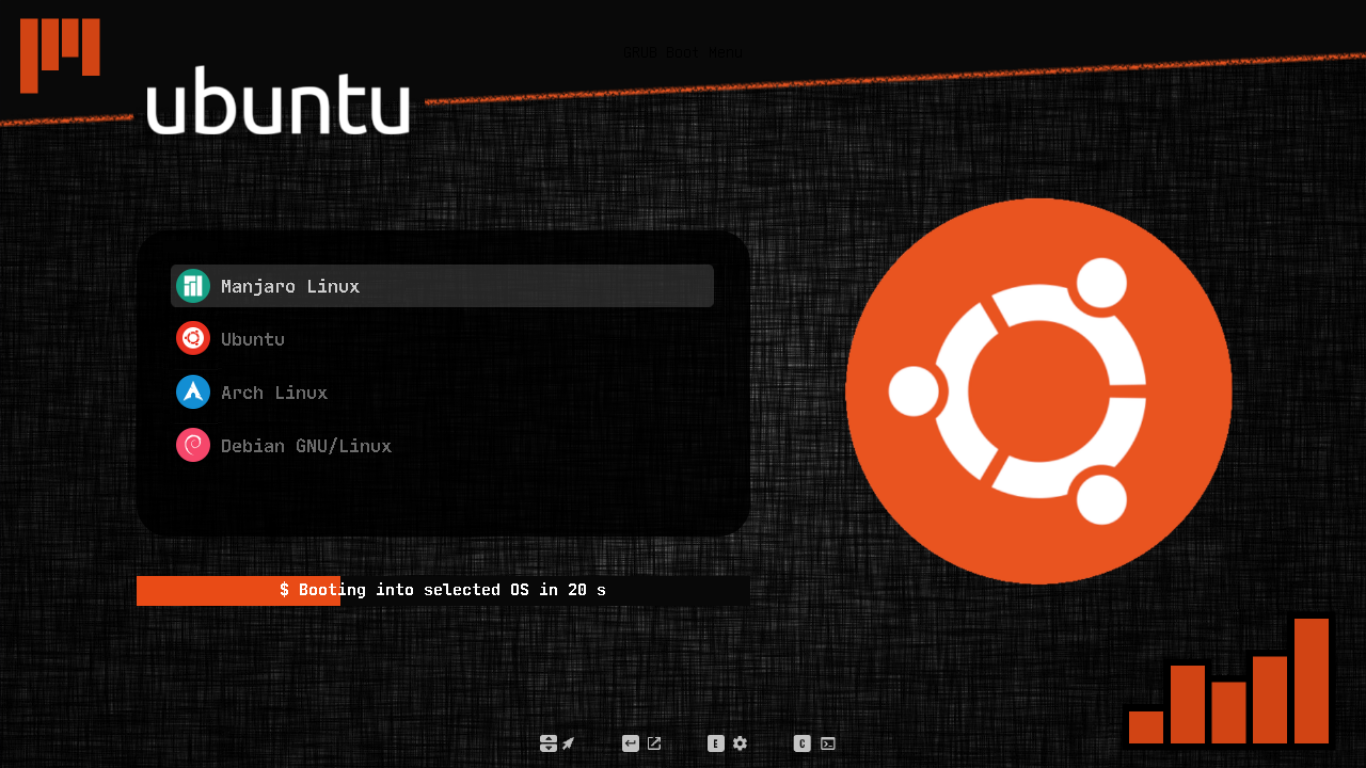 GRUB Boot Menu
ubuntu
Manjaro Linux
Ubuntu
Arch Linux
Debian GNU/Linux
$ Booting into selected OS in 20 s
E C